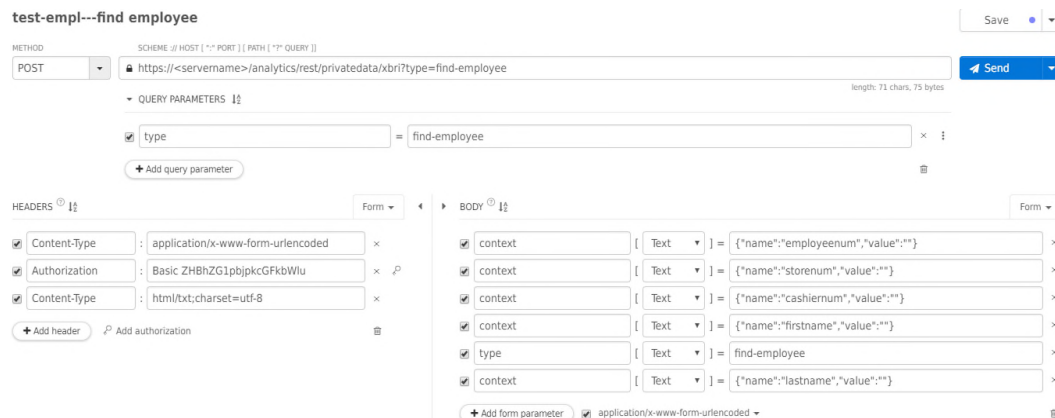 test-empl---find employee
Save
METHOD
SCHEME :// HOST [ ":" PORT ] [ PATH [ "?" QUERY ]]
POST
https://<servername>/analytics/rest/privatedata/xbri?type=find-employee
Send
length: 71 chars, 75 bytes
QUERY PARAMETERS
type = find-employee ×
+ Add query parameter
HEADERS ? Form
Content-Type : application/x-www-form-urlencoded ×
Authorization : Basic ZHBhZG1pbjpkcGFkbWlu ×
Content-Type : html/txt;charset=utf-8 ×
+ Add header Add authorization
BODY ? Form
context [ Text ] = {"name":"employeenum","value":""} ×
context [ Text ] = {"name":"storenum","value":""} ×
context [ Text ] = {"name":"cashiernum","value":""} ×
context [ Text ] = {"name":"firstname","value":""} ×
type [ Text ] = find-employee ×
context [ Text ] = {"name":"lastname","value":""} ×
+ Add form parameter application/x-www-form-urlencoded